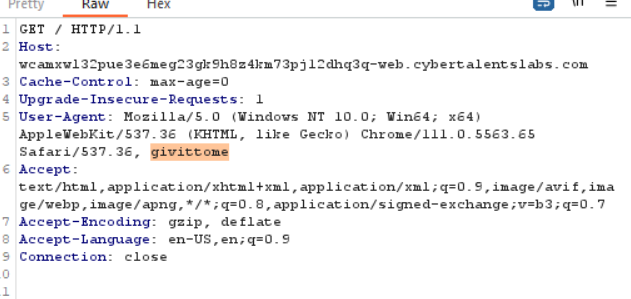 Pretty Raw Hex \n
1 GET / HTTP/1.1
2 Host:
wcamxwl32pue3e6meg23gk9h8z4km73pjl2dhq3q-web.cybertalentslabs.com
3 Cache-Control: max-age=0
4 Upgrade-Insecure-Requests: 1
5 User-Agent: Mozilla/5.0 (Windows NT 10.0; Win64; x64)
AppleWebKit/537.36 (KHTML, like Gecko) Chrome/111.0.5563.65
Safari/537.36, givittome
6 Accept:
text/html,application/xhtml+xml,application/xml;q=0.9,image/avif,ima
ge/webp,image/apng,*/*;q=0.8,application/signed-exchange;v=b3;q=0.7
7 Accept-Encoding: gzip, deflate
8 Accept-Language: en-US,en;q=0.9
9 Connection: close
0
1